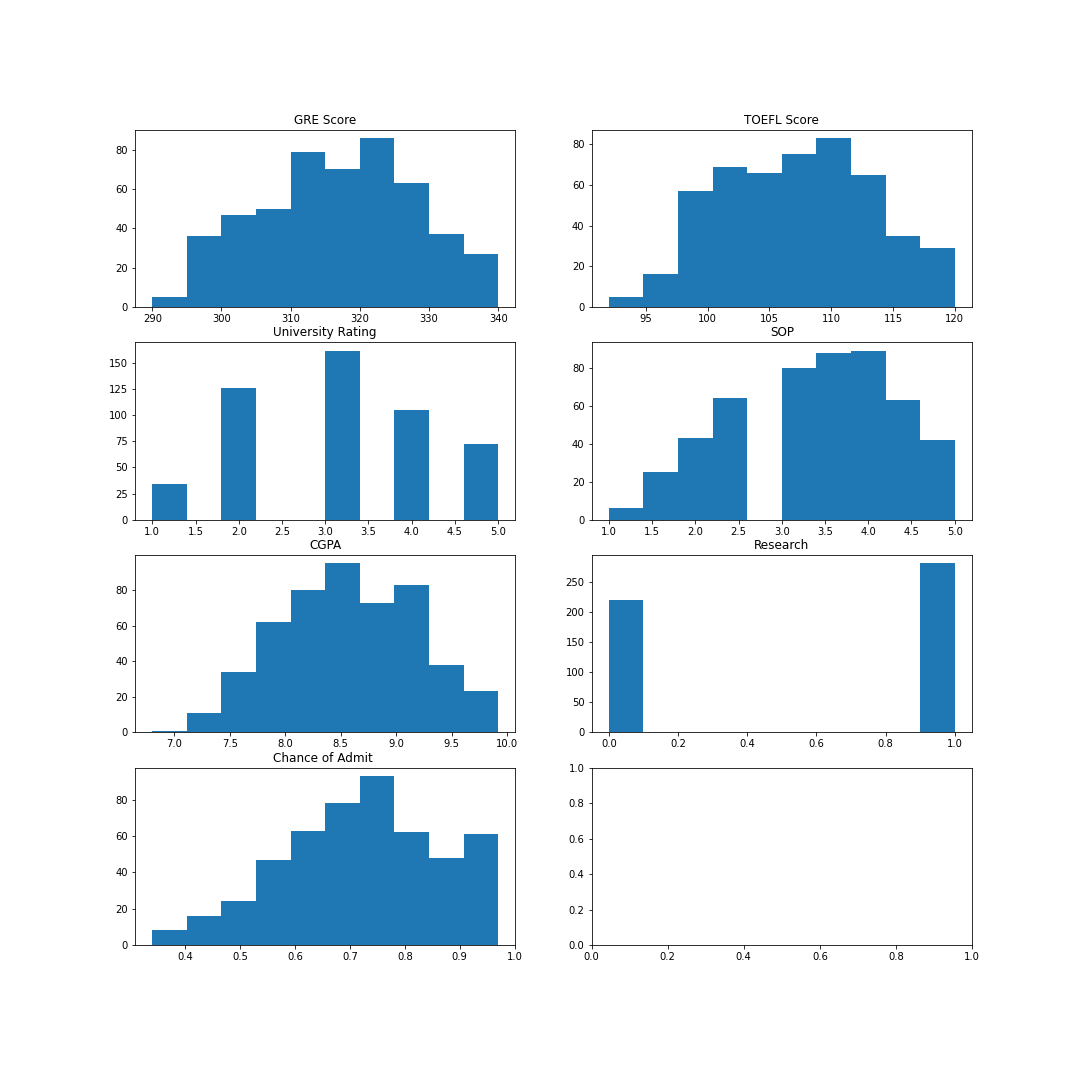 GRE Score
TOEFL Score
80
60
40
20
0
290 300 310 320 330 340
80
60
40
20
0
95 100 105 110 115 120
University Rating
SOP
150
125
100
75
50
25
0
1.0 1.5 2.0 2.5 3.0 3.5 4.0 4.5 5.0
80
60
40
20
0
1.0 1.5 2.0 2.5 3.0 3.5 4.0 4.5 5.0
CGPA
Research
80
60
40
20
0
7.0 7.5 8.0 8.5 9.0 9.5 10.0
250
200
150
100
50
0
0.0 0.2 0.4 0.6 0.8 1.0
Chance of Admit
80
60
40
20
0
0.4 0.5 0.6 0.7 0.8 0.9 1.0
1.0
0.8
0.6
0.4
0.2
0.0
0.0 0.2 0.4 0.6 0.8 1.0